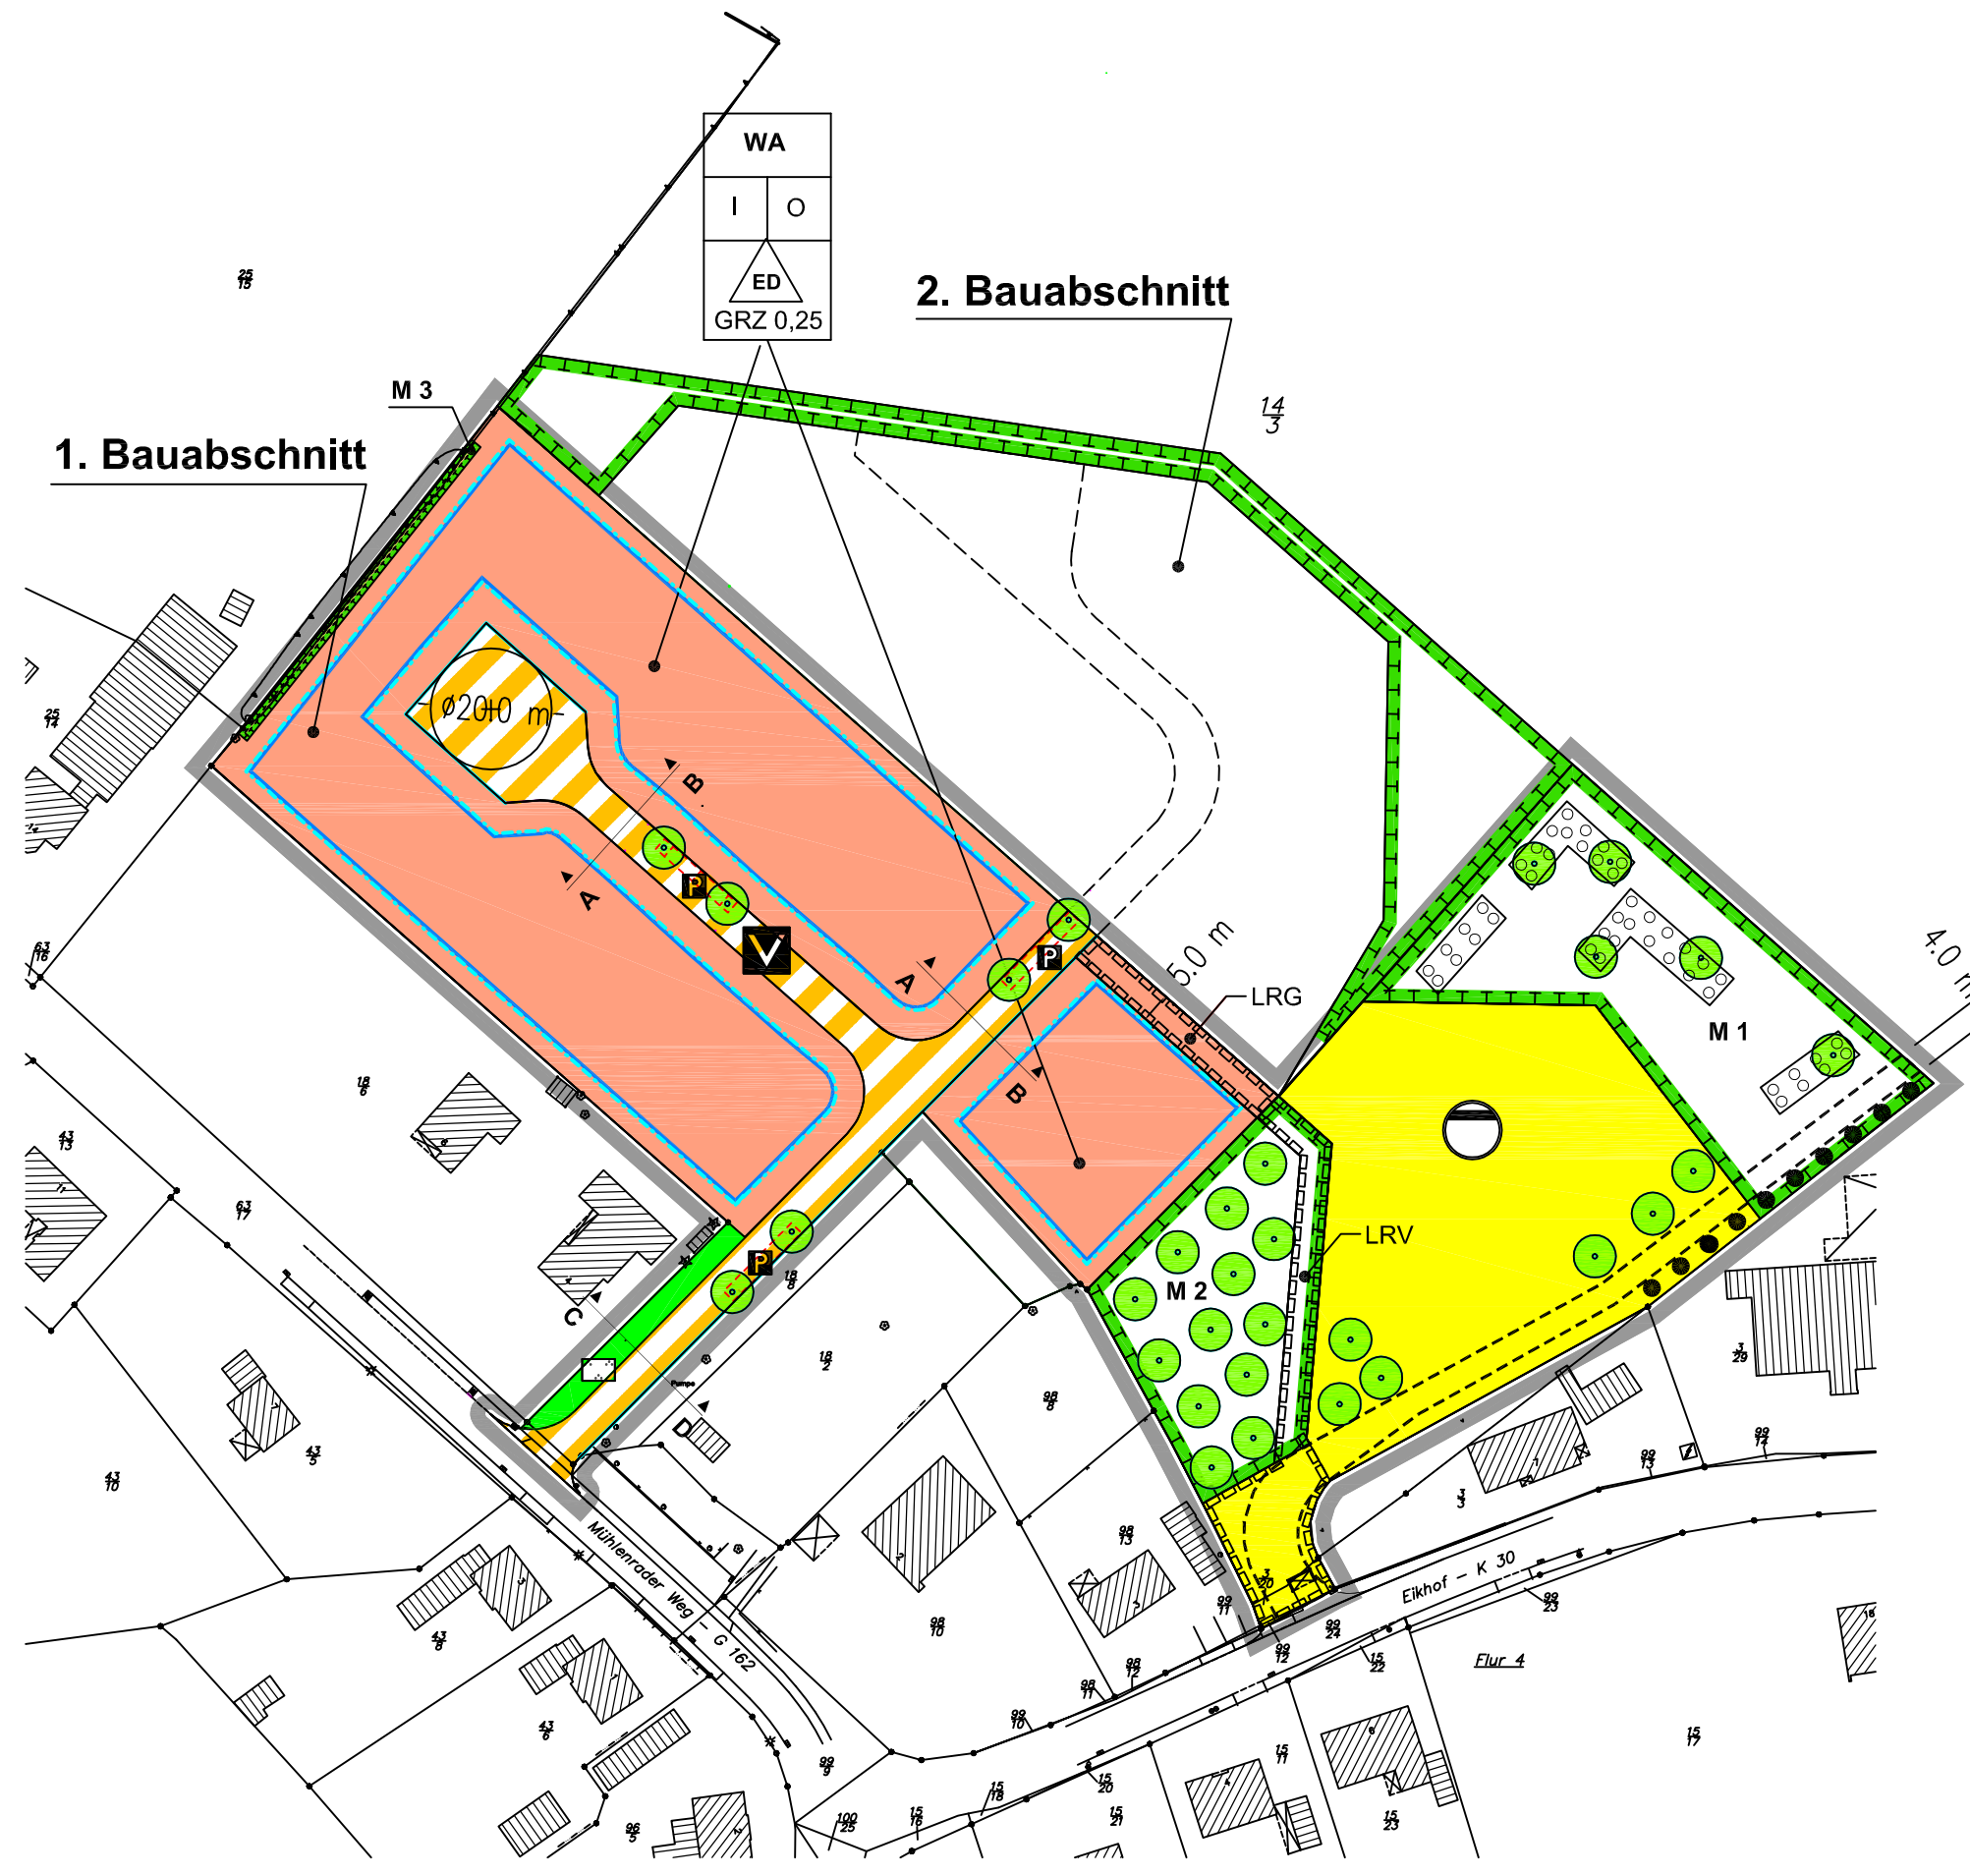 WA
I O
ED
GRZ 0,25
2. Bauabschnitt
1. Bauabschnitt
M 3
25
15
14
3
25
14
ø20,0 m
B
A
P
V
P
A
B
5.0 m
LRG
4.0 m
M 1
63
16
18
6
43
13
63
17
M 2
LRV
P
18
8
C
D
Pumpe
18
2
98
8
3
29
43
5
43
10
99
14
99
13
3
3
98
13
3
20
99
11
98
10
99
12
99
24
99
23
Eikhof - K 30
Mühlenrader Weg - G 162
15
22
Flur 4
98
12
98
11
99
10
43
8
43
6
99
9
15
17
15
11
15
20
15
18
15
16
15
21
15
23
100
25
96
5